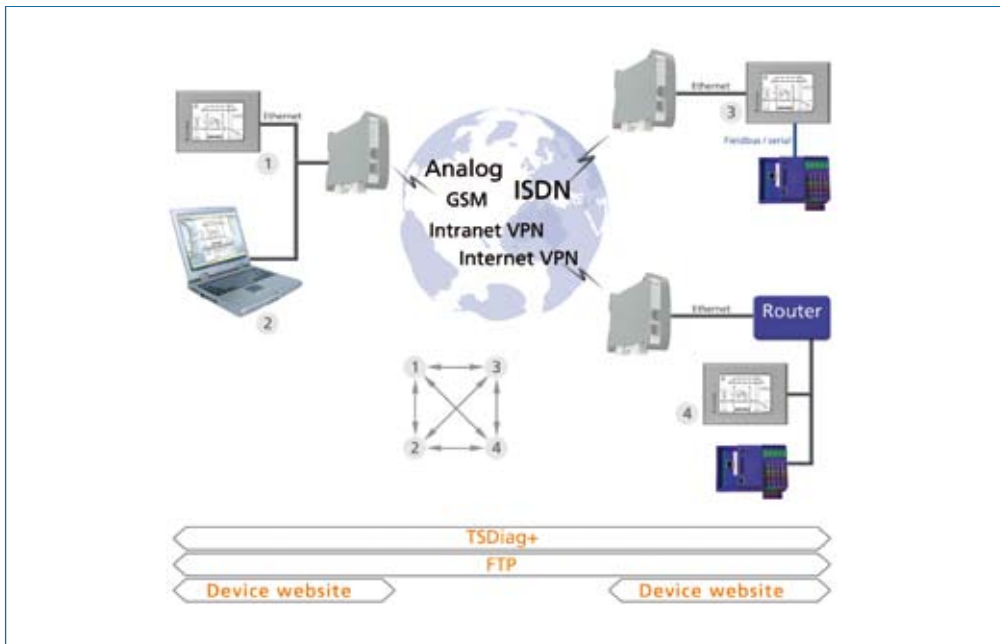 Ethernet
1
2
Analog
GSM
ISDN
Intranet VPN
Internet VPN
Ethernet
3
Fieldbus / serial
Ethernet
Router
4
1
3
2
4
TSDiag+
FTP
Device website
Device website